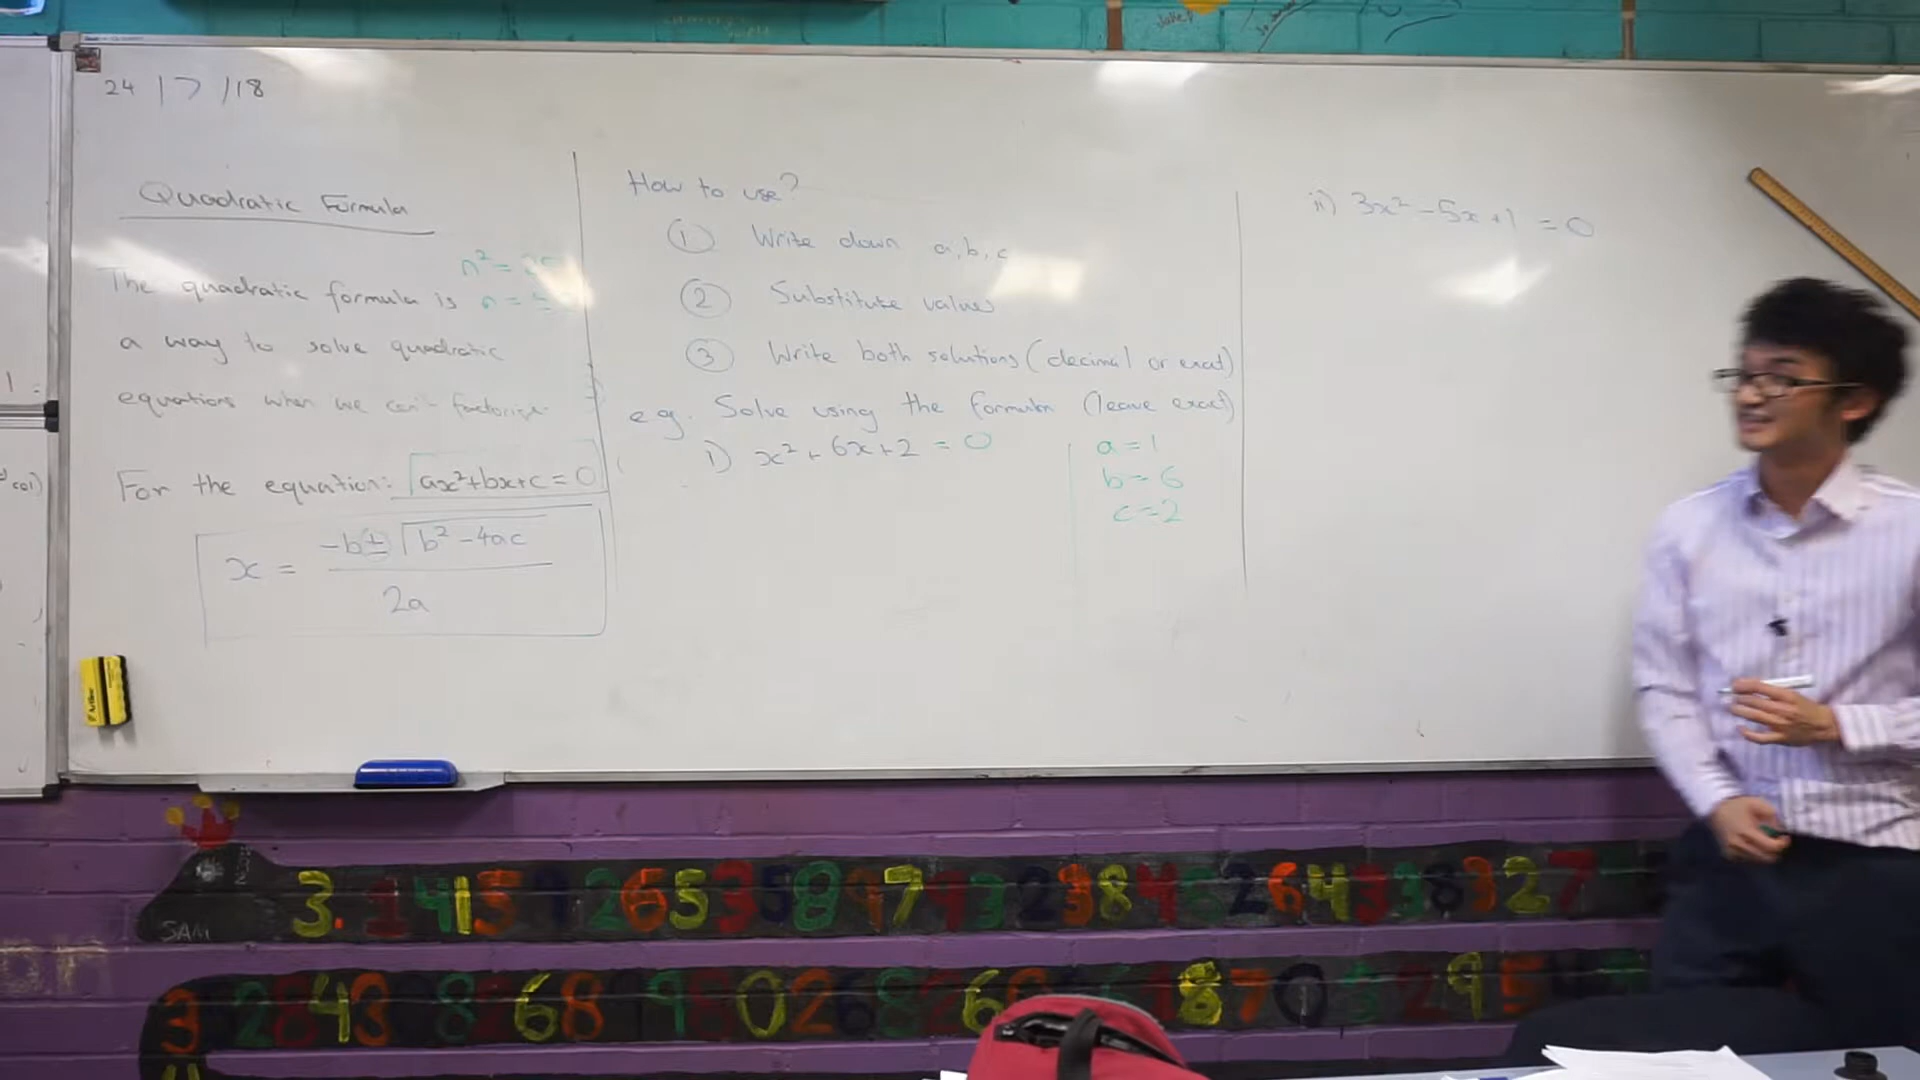 24/7/18
Quadratic Formula
n² =
n = ±
The quadratic formula is
a way to solve quadratic
equations when we can't factorise.
For the equation: ax²+bx+c=0
x = (-b ± √(b²-4ac)) / 2a
How to use?
① Write down a,b,c
② Substitute values
③ Write both solutions (decimal or exact)
e.g. Solve using the formula (leave exact)
i) x² + 6x + 2 = 0
a = 1
b = 6
c = 2
ii) 3x² - 5x + 1 = 0
SAM
3.141592653589793238462643383327